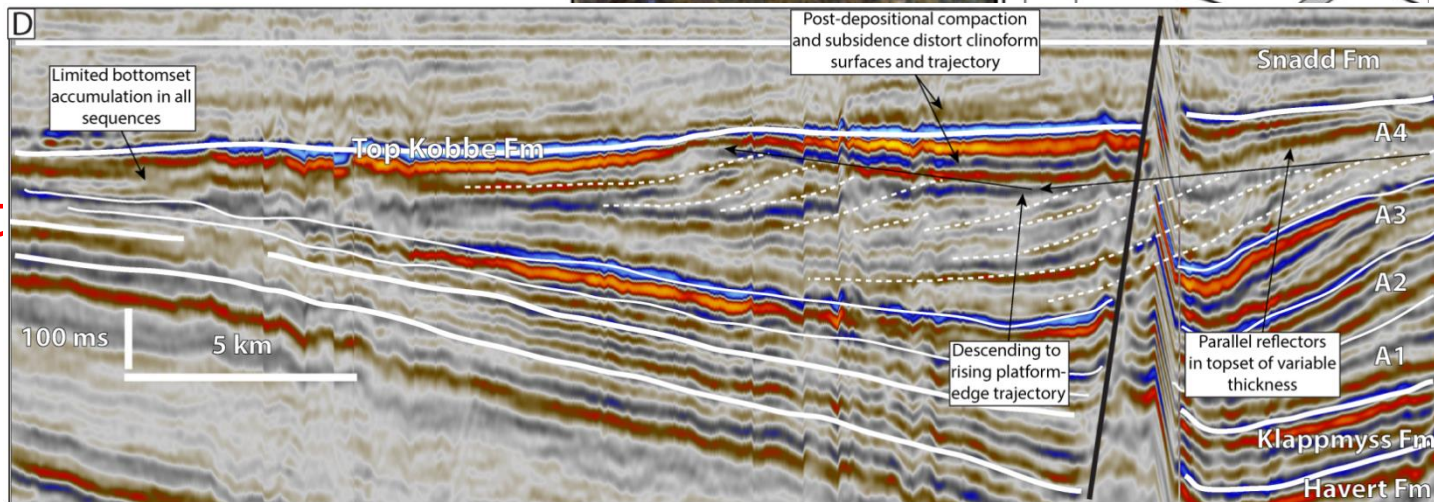 D
Post-depositional compaction
and subsidence distort clinoform
surfaces and trajectory
Snadd Fm
Limited bottomset
accumulation in all
sequences
Top Kobbe Fm
A4
A3
A2
100 ms
5 km
Descending to
rising platform-
edge trajectory
Parallel reflectors
in topset of variable
thickness
A1
Klappmyss Fm
Havert Fm